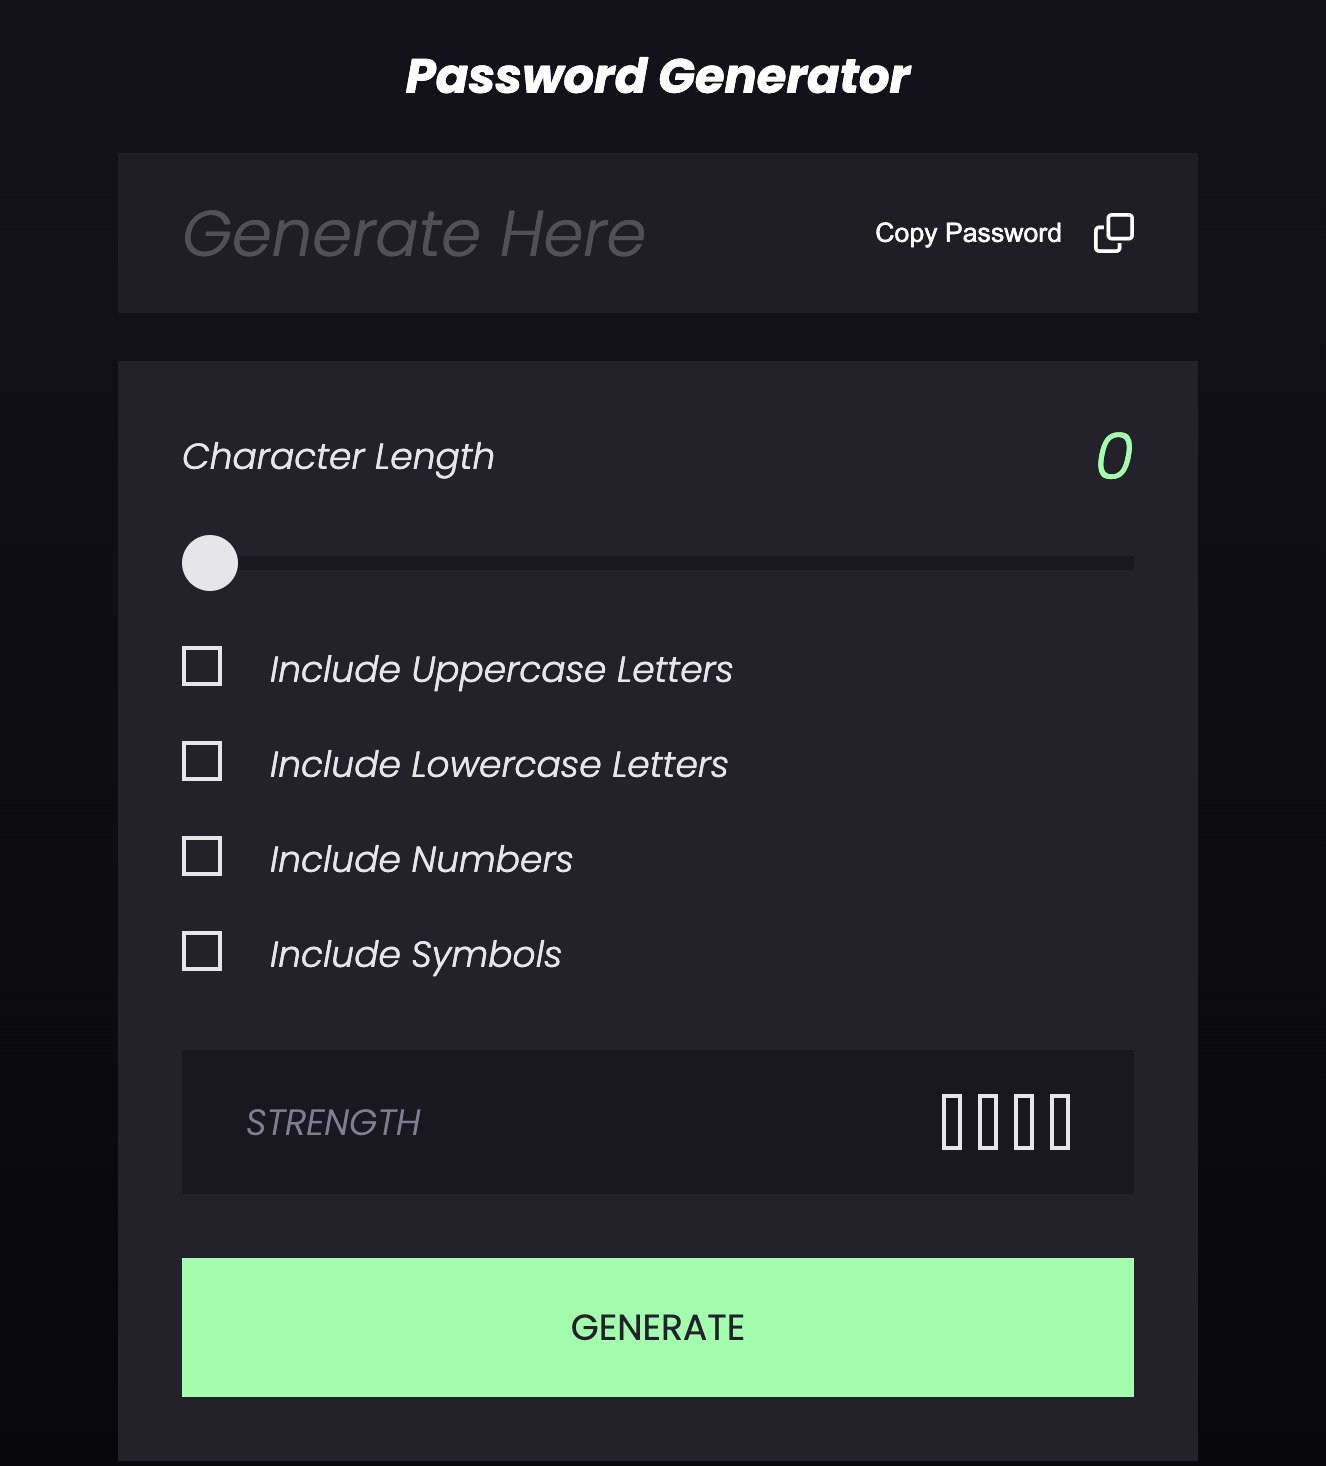 Password Generator
Generate Here
Copy Password
Character Length
0
Include Uppercase Letters
Include Lowercase Letters
Include Numbers
Include Symbols
STRENGTH
GENERATE